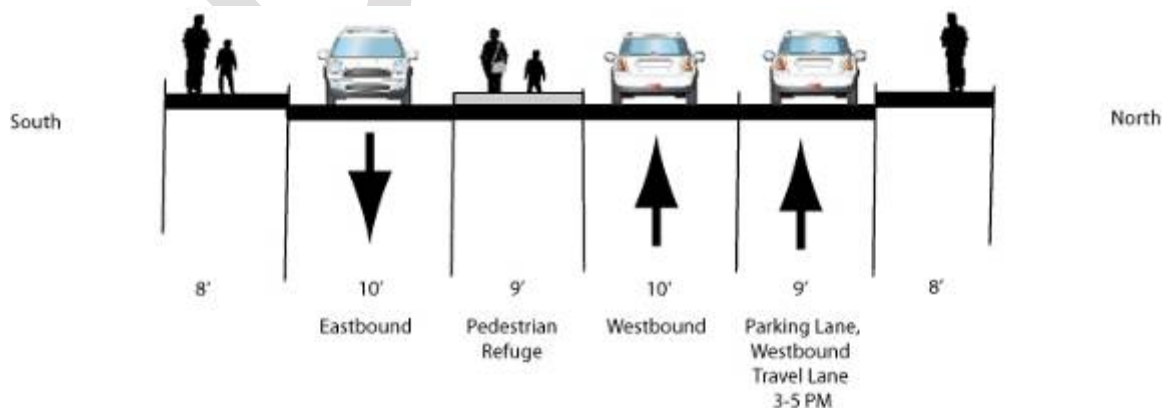 South
North
8’
10’
9’
10’
9’
8’
Eastbound
Pedestrian
Refuge
Westbound
Parking Lane,
Westbound
Travel Lane
3-5 PM